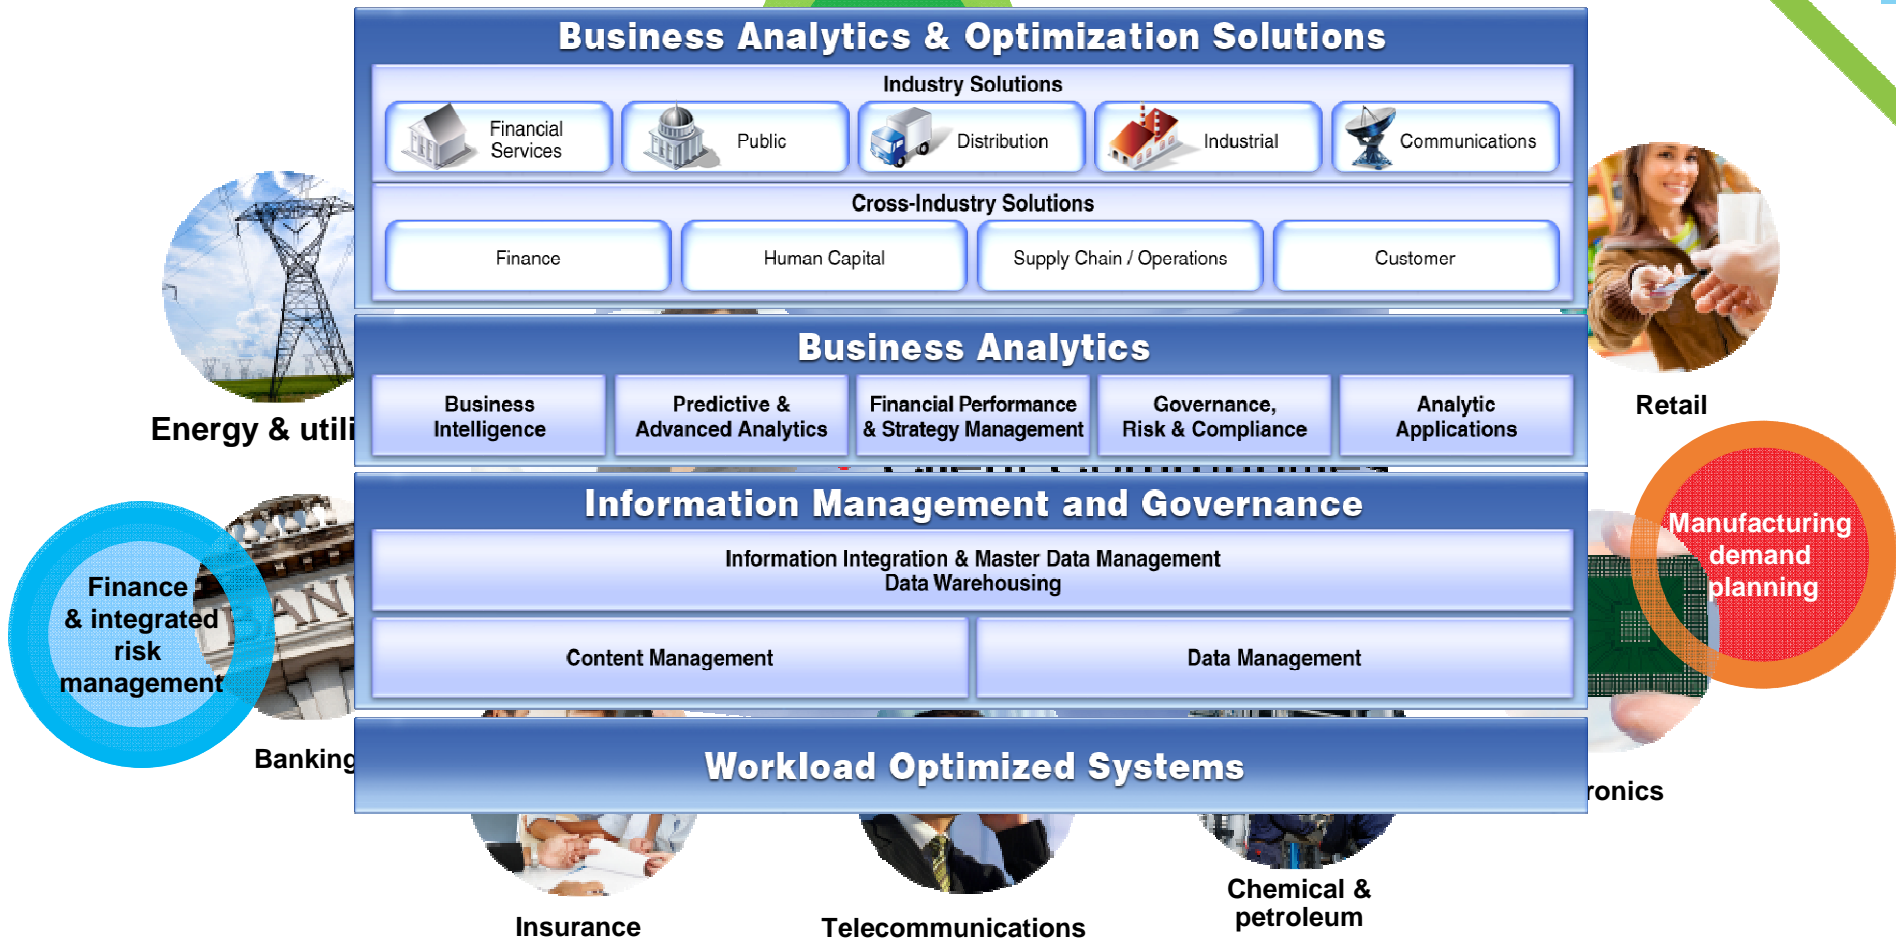 Business Analytics & Optimization Solutions
Industry Solutions
Financial
Services
Public
Distribution
Industrial
Communications
Cross-Industry Solutions
Finance
Human Capital
Supply Chain / Operations
Customer
Business Analytics
Business
Intelligence
Predictive &
Advanced Analytics
Financial Performance
& Strategy Management
Governance,
Risk & Compliance
Analytic
Applications
Information Management and Governance
Information Integration & Master Data Management
Data Warehousing
Content Management
Data Management
Workload Optimized Systems
Energy & utili
Retail
Finance
& integrated
risk
management
Manufacturing
demand
planning
Banking
ronics
Insurance
Telecommunications
Chemical &
petroleum